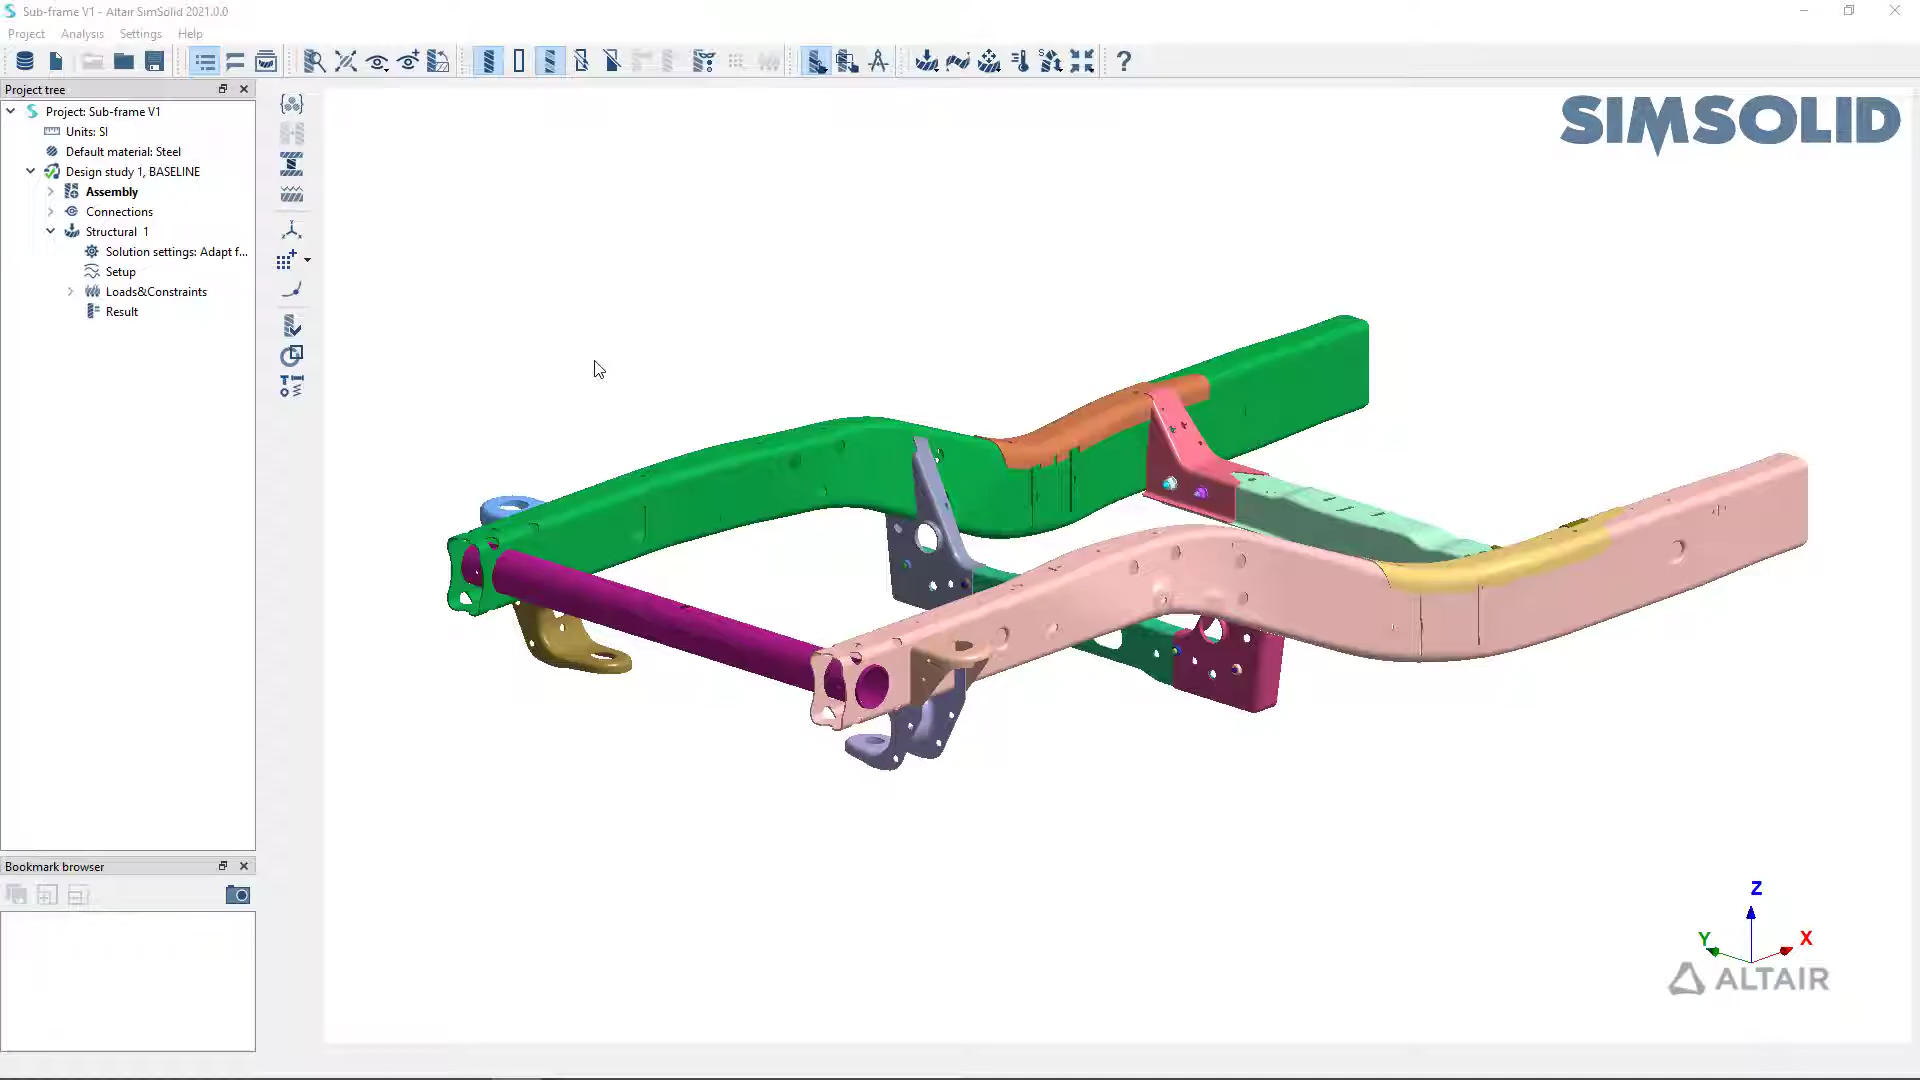 Sub-frame V1 - Altair SimSolid 2021.0.0
Project Analysis Settings Help
Project tree
SIMSOLID
Project: Sub-frame V1
Units: SI
Default material: Steel
Design study 1, BASELINE
Assembly
Connections
Structural 1
Solution settings: Adapt f...
Setup
Loads&Constraints
Result
Bookmark browser
Z
Y
X
ALTAIR